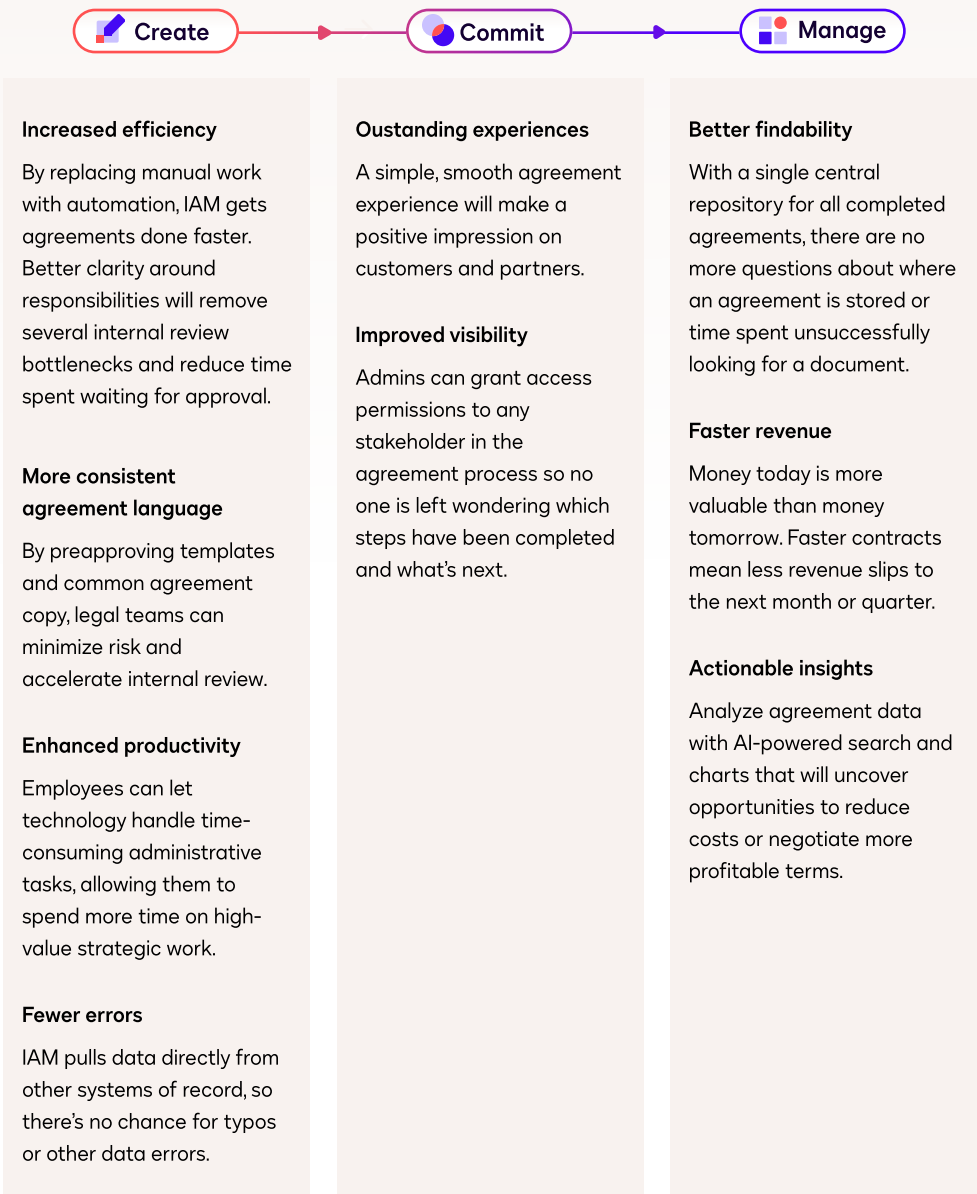 Create
Commit
Manage
Increased efficiency
By replacing manual work
with automation, IAM gets
agreements done faster.
Better clarity around
responsibilities will remove
several internal review
bottlenecks and reduce time
spent waiting for approval.
More consistent
agreement language
By preapproving templates
and common agreement
copy, legal teams can
minimize risk and
accelerate internal review.
Enhanced productivity
Employees can let
technology handle time-
consuming administrative
tasks, allowing them to
spend more time on high-
value strategic work.
Fewer errors
IAM pulls data directly from
other systems of record, so
there’s no chance for typos
or other data errors.
Oustanding experiences
A simple, smooth agreement
experience will make a
positive impression on
customers and partners.
Improved visibility
Admins can grant access
permissions to any
stakeholder in the
agreement process so no
one is left wondering which
steps have been completed
and what’s next.
Better findability
With a single central
repository for all completed
agreements, there are no
more questions about where
an agreement is stored or
time spent unsuccessfully
looking for a document.
Faster revenue
Money today is more
valuable than money
tomorrow. Faster contracts
mean less revenue slips to
the next month or quarter.
Actionable insights
Analyze agreement data
with AI-powered search and
charts that will uncover
opportunities to reduce
costs or negotiate more
profitable terms.